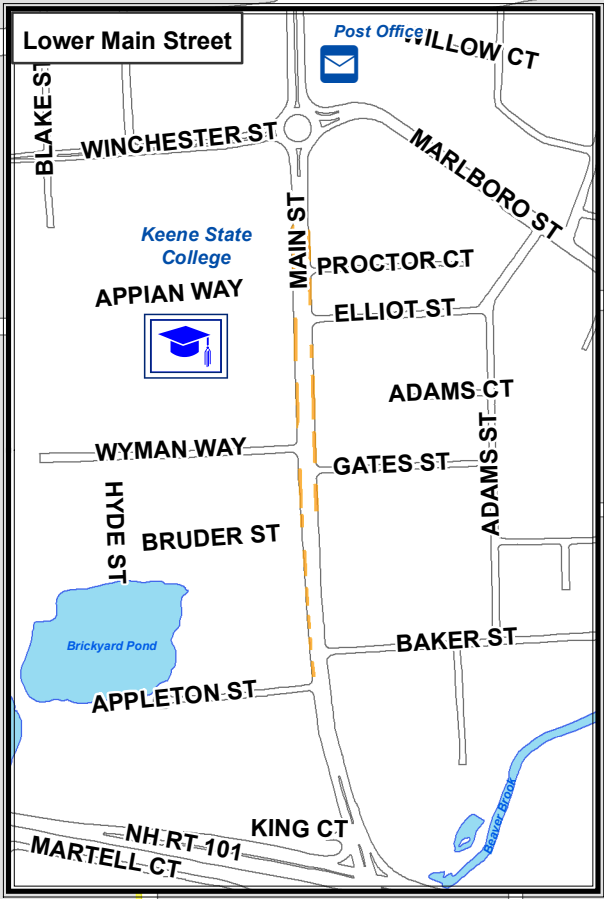 Lower Main Street
Post Office
WILLOW CT
BLAKE ST
WINCHESTER ST
MARLBORO ST
MAIN ST
Keene State
College
PROCTOR CT
APPIAN WAY
ELLIOT ST
ADAMS CT
ADAMS ST
WYMAN WAY
GATES ST
HYDE ST
BRUDER ST
Brickyard Pond
BAKER ST
APPLETON ST
Beaver Brook
KING CT
NH RT 101
MARTELL CT